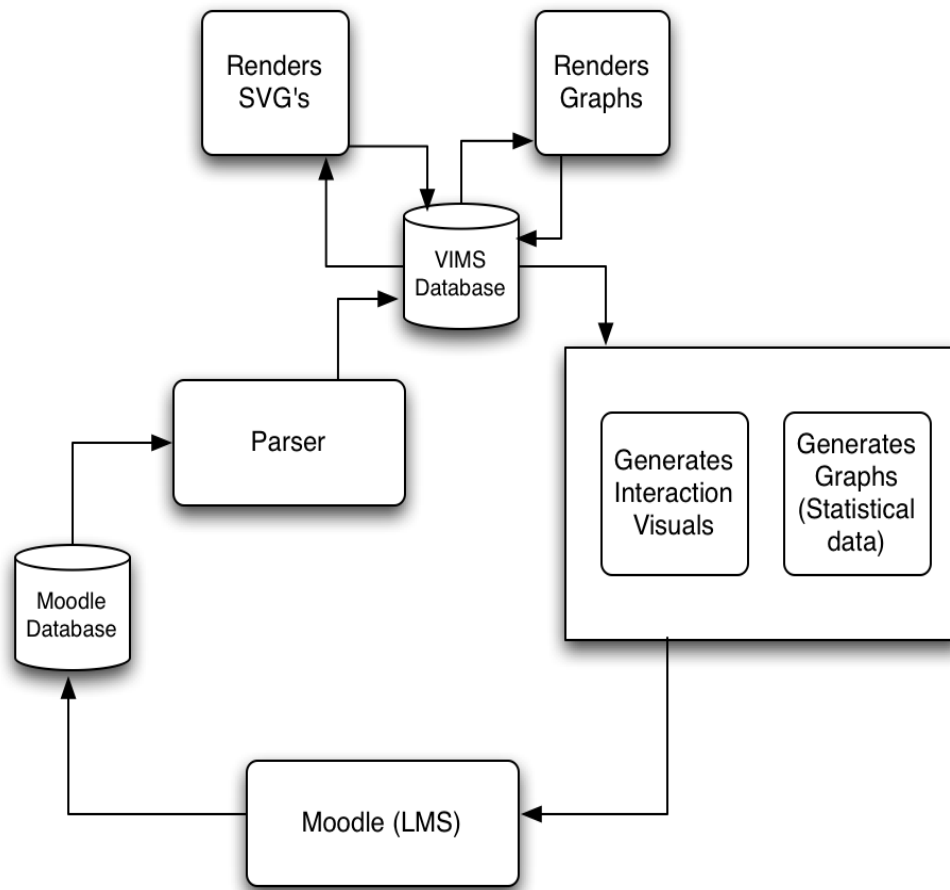 Renders
SVG's
Renders
Graphs
VIMS
Database
Parser
Generates
Interaction
Visuals
Generates
Graphs
(Statistical
data)
Moodle
Database
Moodle (LMS)